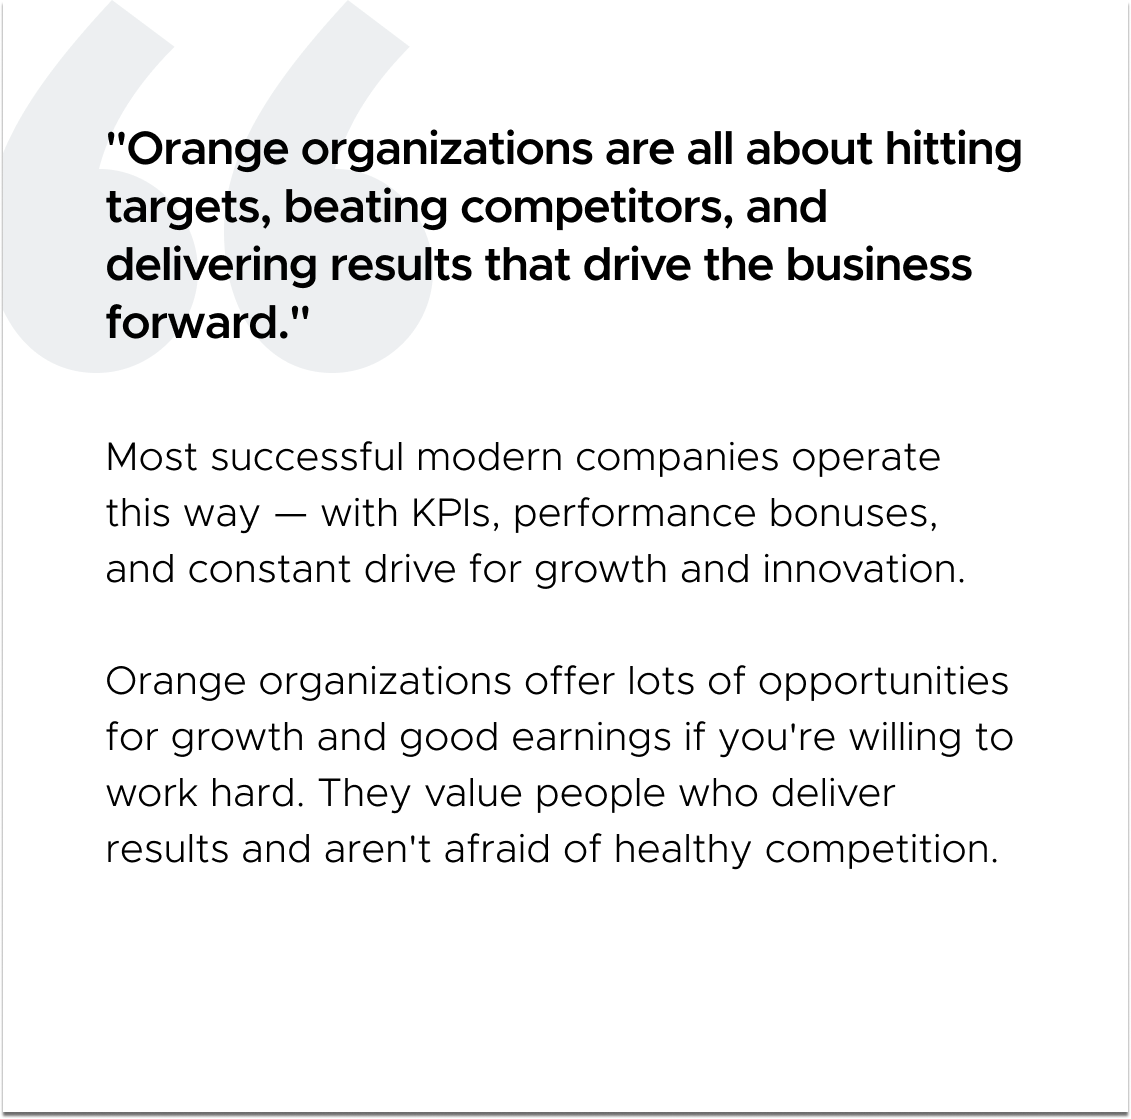 "Orange organizations are all about hitting
targets, beating competitors, and
delivering results that drive the business
forward."
Most successful modern companies operate
this way — with KPIs, performance bonuses,
and constant drive for growth and innovation.
Orange organizations offer lots of opportunities
for growth and good earnings if you're willing to
work hard. They value people who deliver
results and aren't afraid of healthy competition.